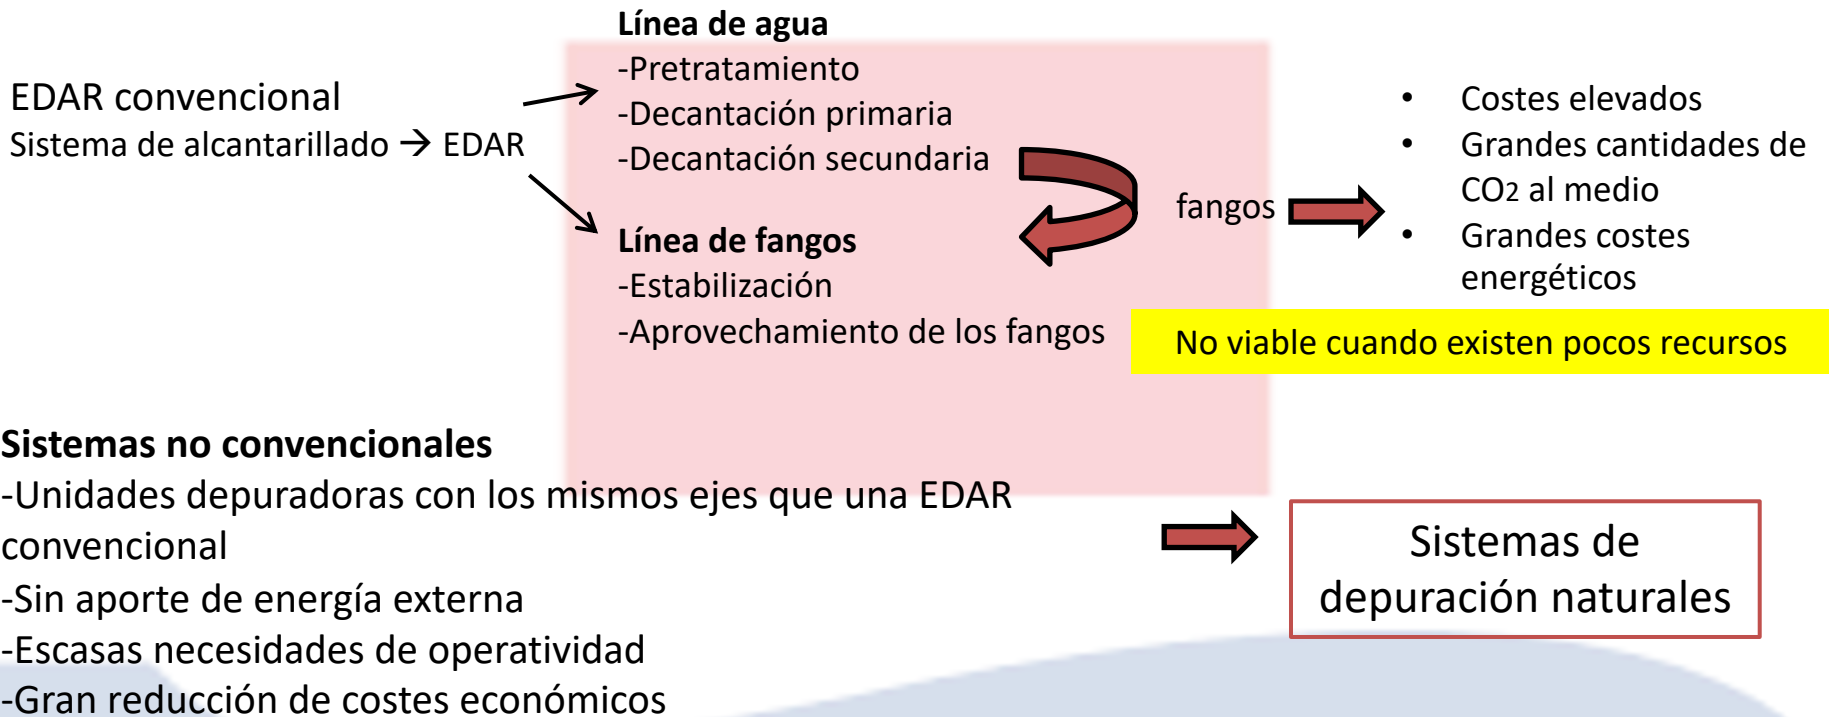 EDAR convencional
Sistema de alcantarillado → EDAR
Línea de agua
-Pretratamiento
-Decantación primaria
-Decantación secundaria
Línea de fangos
-Estabilización
-Aprovechamiento de los fangos
fangos
• Costes elevados
• Grandes cantidades de
CO2 al medio
• Grandes costes
energéticos
No viable cuando existen pocos recursos
Sistemas no convencionales
-Unidades depuradoras con los mismos ejes que una EDAR
convencional
-Sin aporte de energía externa
-Escasas necesidades de operatividad
-Gran reducción de costes económicos
Sistemas de
depuración naturales